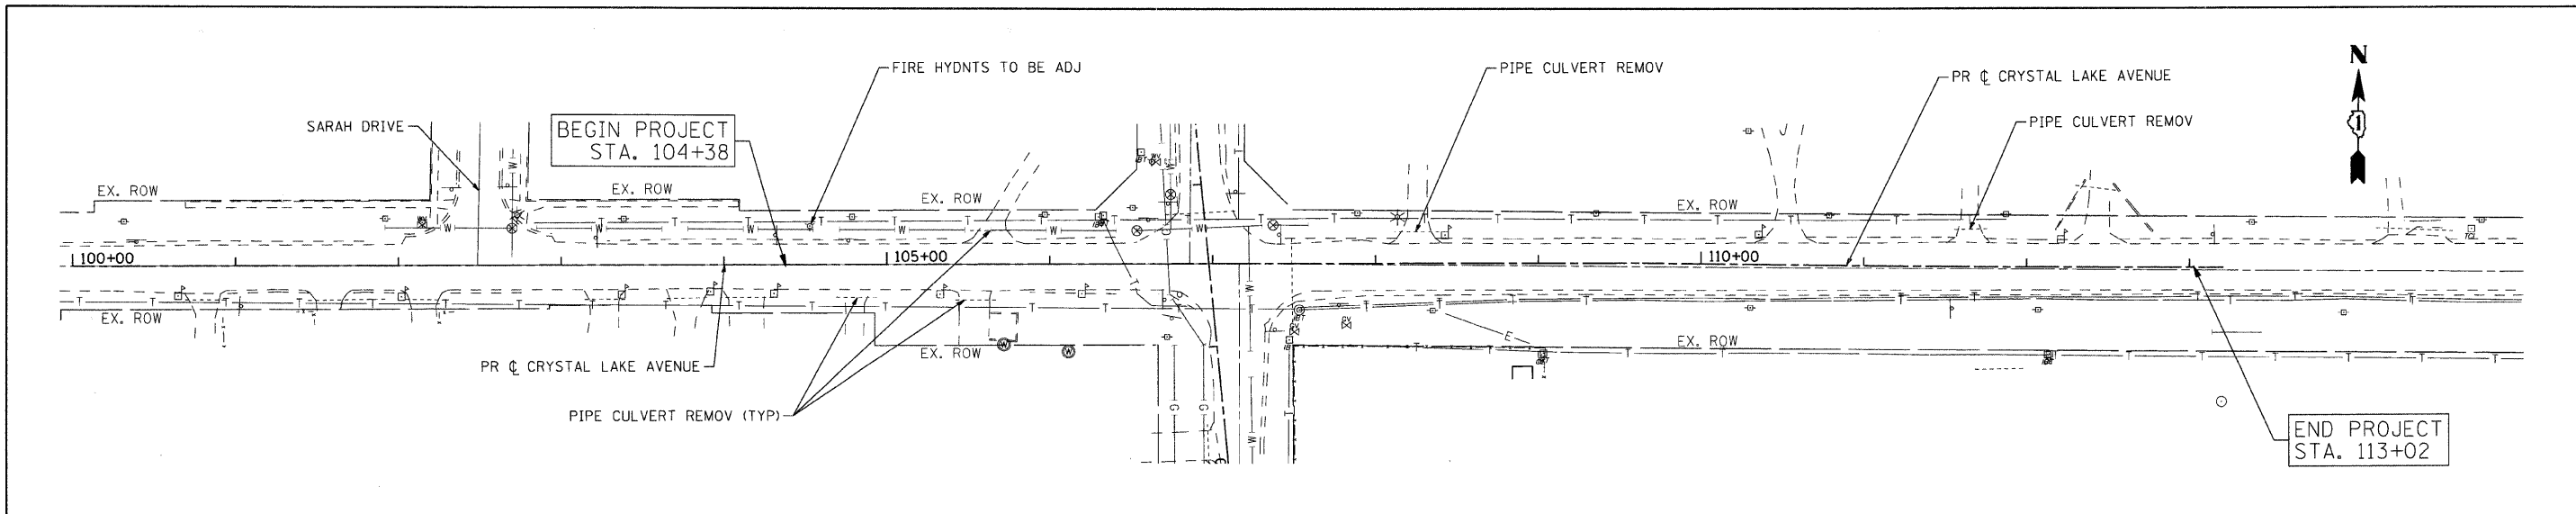 FIRE HYDNTS TO BE ADJ
PIPE CULVERT REMOV
PR ℄ CRYSTAL LAKE AVENUE
N
SARAH DRIVE
BEGIN PROJECT
STA. 104+38
PIPE CULVERT REMOV
EX. ROW
EX. ROW
EX. ROW
EX. ROW
100+00
105+00
110+00
EX. ROW
EX. ROW
EX. ROW
PR ℄ CRYSTAL LAKE AVENUE
PIPE CULVERT REMOV (TYP)
END PROJECT
STA. 113+02